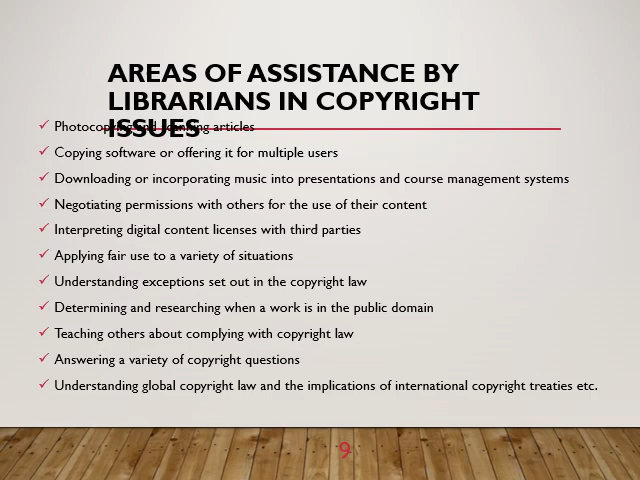 AREAS OF ASSISTANCE BY
LIBRARIANS IN COPYRIGHT
ISSUES
✓ Photocopying and scanning articles
✓ Copying software or offering it for multiple users
✓ Downloading or incorporating music into presentations and course management systems
✓ Negotiating permissions with others for the use of their content
✓ Interpreting digital content licenses with third parties
✓ Applying fair use to a variety of situations
✓ Understanding exceptions set out in the copyright law
✓ Determining and researching when a work is in the public domain
✓ Teaching others about complying with copyright law
✓ Answering a variety of copyright questions
✓ Understanding global copyright law and the implications of international copyright treaties etc.
9